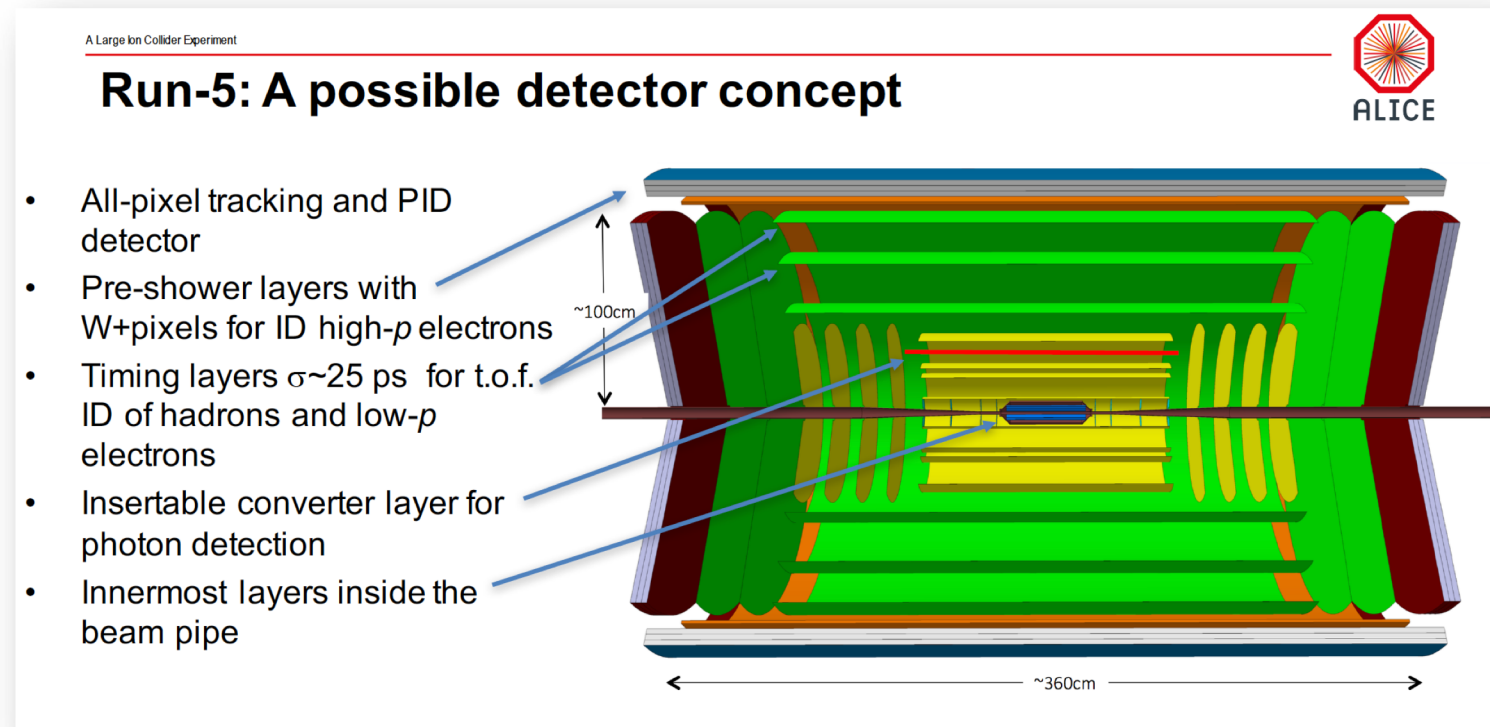 A Large Ion Collider Experiment
Run-5: A possible detector concept
ALICE
• All-pixel tracking and PID
detector
• Pre-shower layers with
W+pixels for ID high-p electrons
• Timing layers σ~25 ps for t.o.f.
ID of hadrons and low-p
electrons
• Insertable converter layer for
photon detection
• Innermost layers inside the
beam pipe
~100cm
~360cm